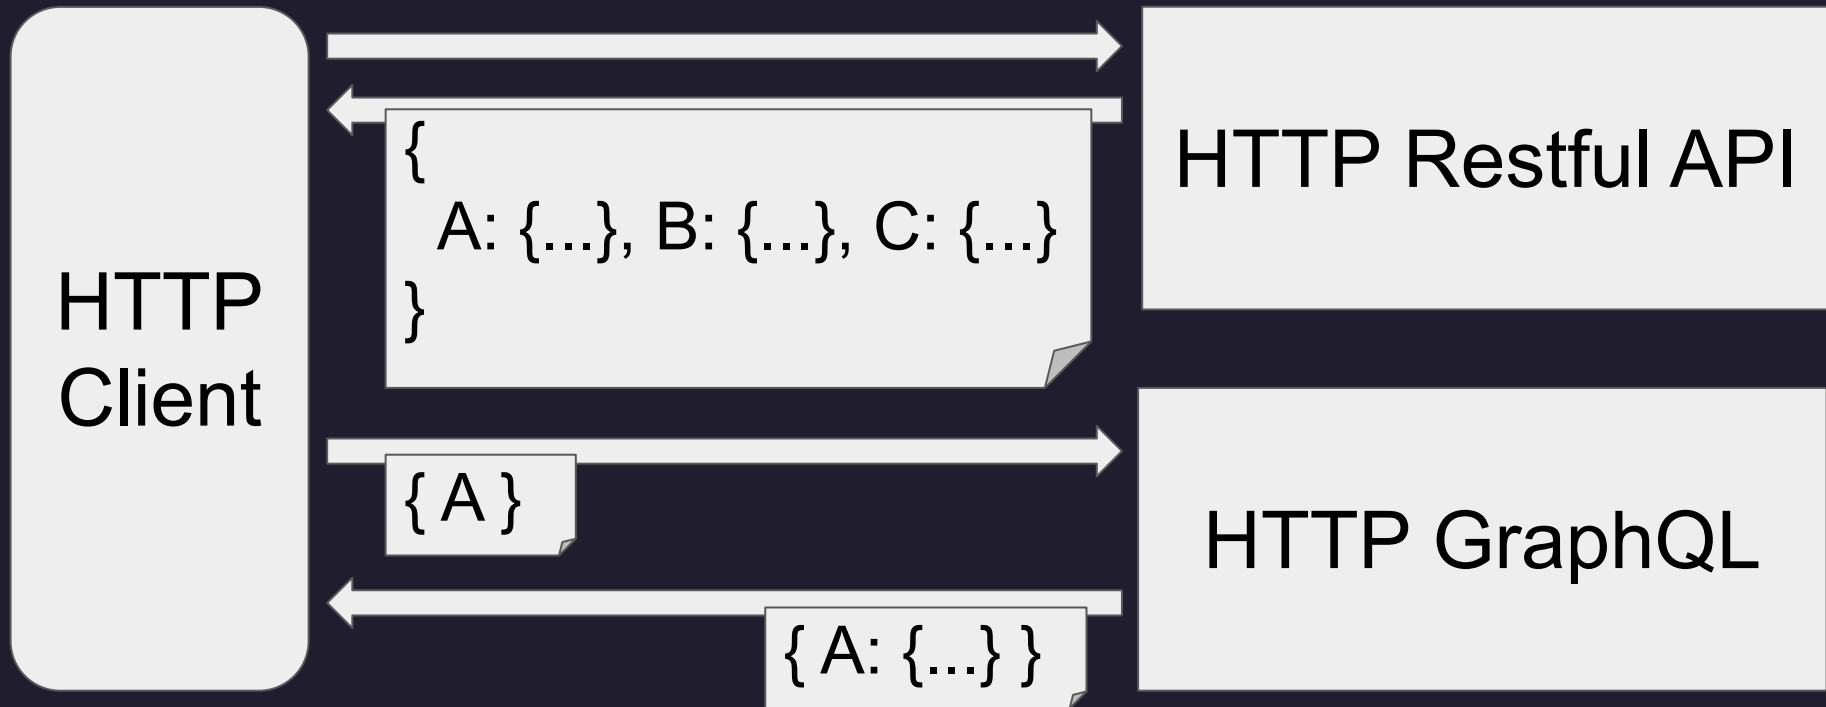 HTTP
Client
{
A: {...}, B: {...}, C: {...}
}
HTTP Restful API
{ A }
{ A: {...} }
HTTP GraphQL